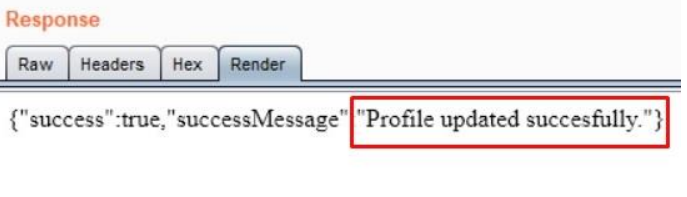 Response
Raw Headers Hex Render
{"success":true,"successMessage" "Profile updated succesfully."}